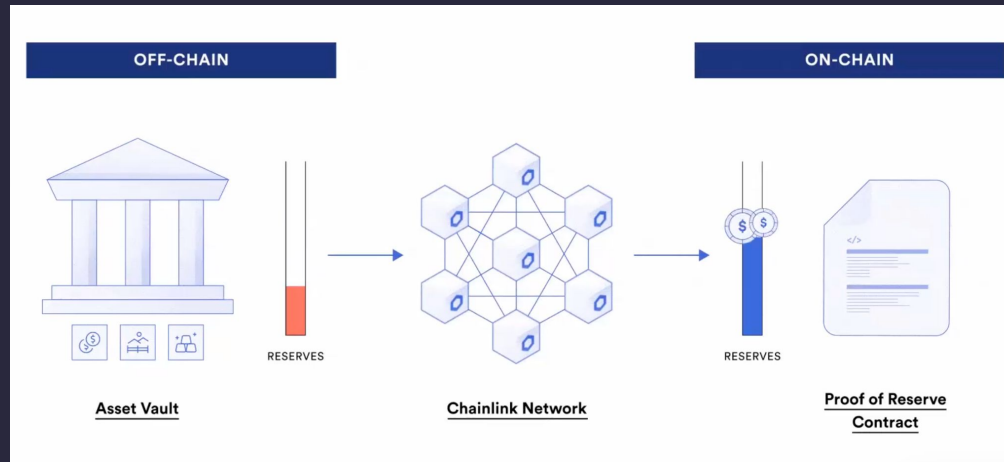 OFF-CHAIN
ON-CHAIN
$
$
$
$
</>
RESERVES
RESERVES
Asset Vault
Chainlink Network
Proof of Reserve
Contract